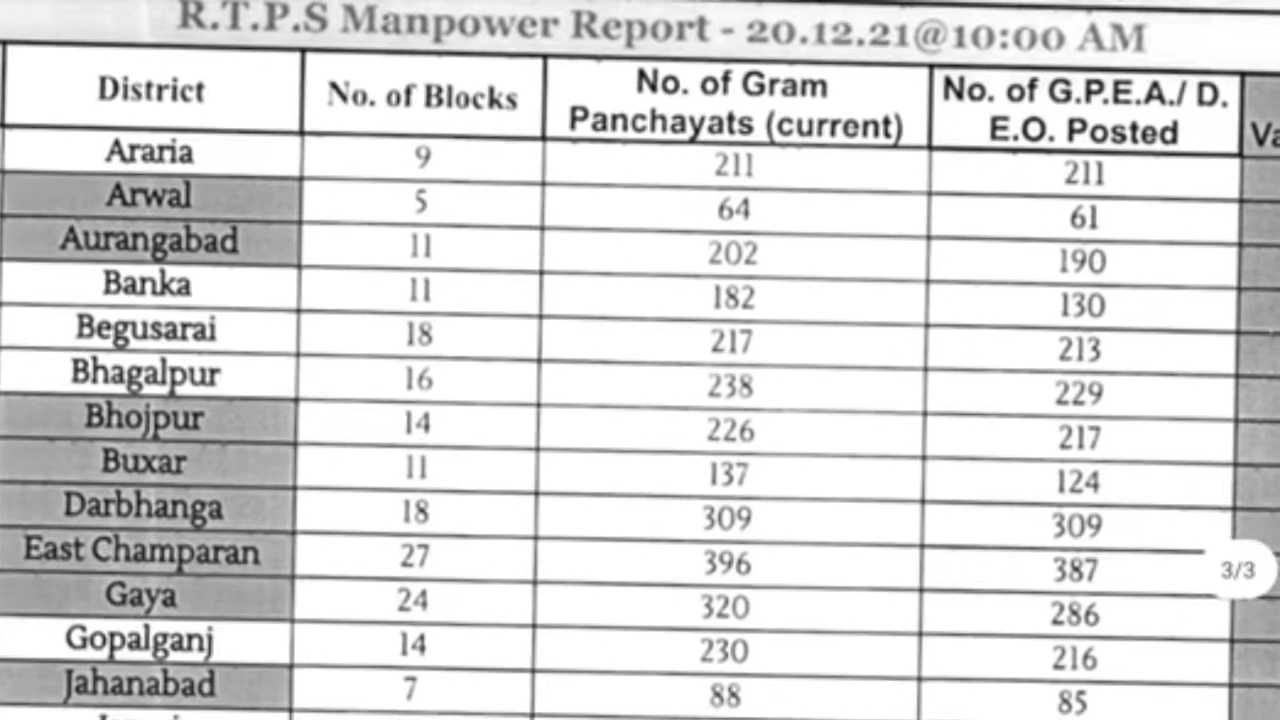 R.T.P.S Manpower Report - 20.12.21@10:00 AM
District No. of Blocks No. of Gram Panchayats (current) No. of G.P.E.A./ D. E.O. Posted
Araria 9 211 211
Arwal 5 64 61
Aurangabad 11 202 190
Banka 11 182 130
Begusarai 18 217 213
Bhagalpur 16 238 229
Bhojpur 14 226 217
Buxar 11 137 124
Darbhanga 18 309 309
East Champaran 27 396 387
3/3
Gaya 24 320 286
Gopalganj 14 230 216
Jahanabad 7 88 85